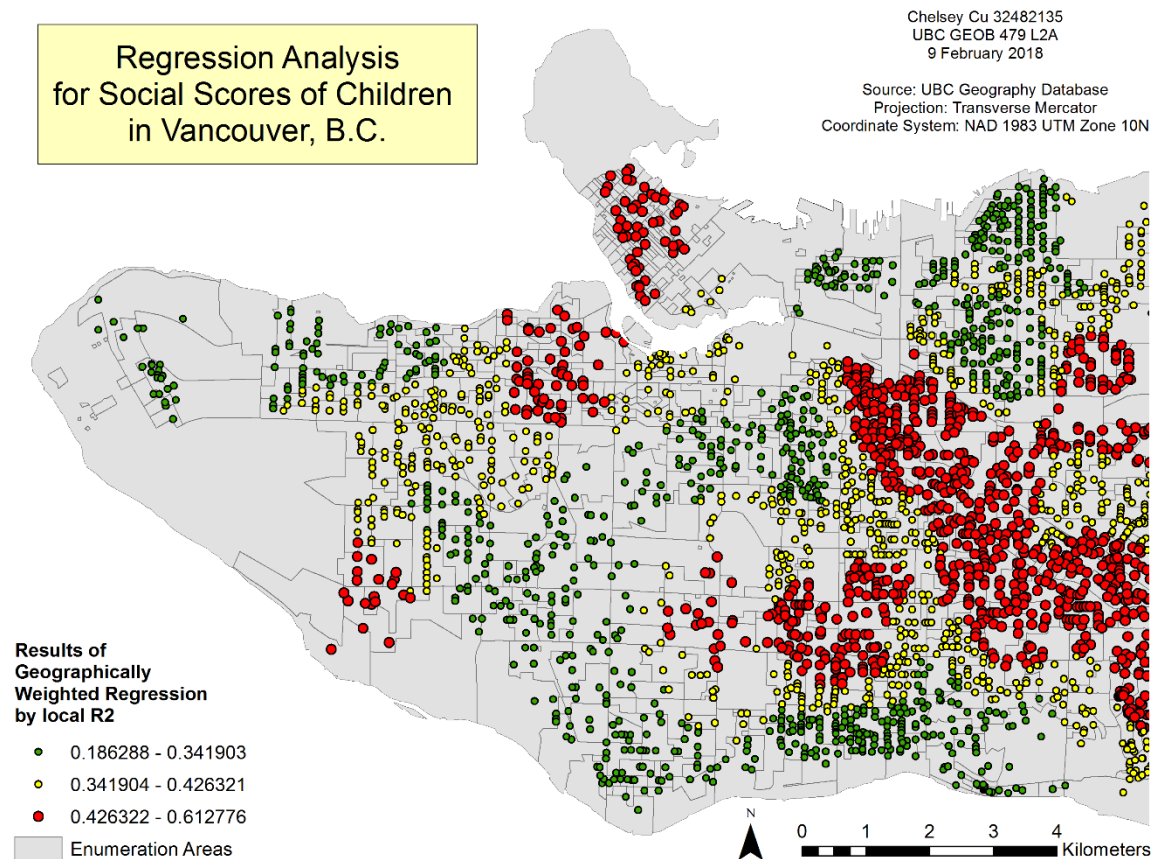 Regression Analysis
for Social Scores of Children
in Vancouver, B.C.
Chelsey Cu 32482135
UBC GEOB 479 L2A
9 February 2018
Source: UBC Geography Database
Projection: Transverse Mercator
Coordinate System: NAD 1983 UTM Zone 10N
Results of
Geographically
Weighted Regression
by local R2
0.186288 - 0.341903
0.341904 - 0.426321
0.426322 - 0.612776
Enumeration Areas
N
0 1 2 3 4
Kilometers